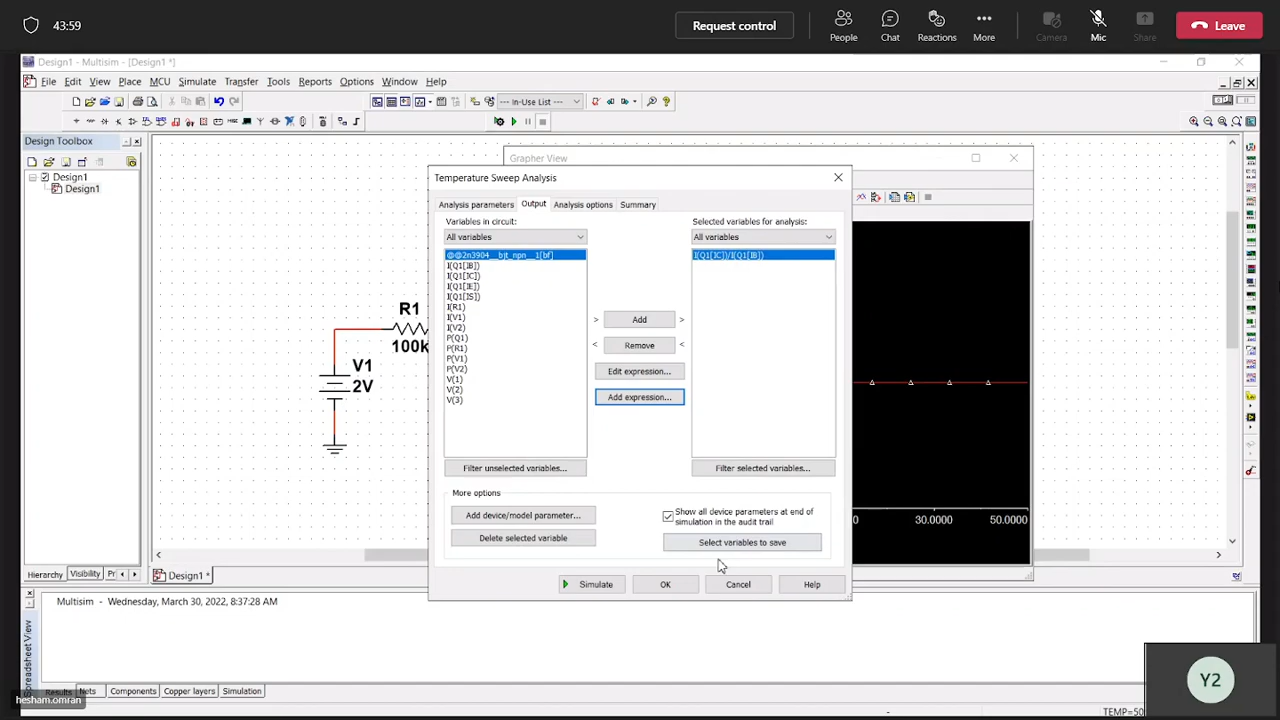 43:59
Request control
People
Chat
Reactions
More
Camera
Mic
Share
Leave
Design1 - Multisim - [Design1 *]
File Edit View Place MCU Simulate Transfer Tools Reports Options Window Help
--- In-Use List ---
Design Toolbox
Design1
Design1
Grapher View
Temperature Sweep Analysis
Analysis parameters Output Analysis options Summary
Variables in circuit:
Selected variables for analysis:
All variables
All variables
@@2n3904__bjt_npn__1[bf]
I(Q1[IC])/I(Q1[IB])
I(Q1[IB])
I(Q1[IC])
I(Q1[IE])
I(Q1[IS])
I(R1)
I(V1)
I(V2)
P(Q1)
P(R1)
P(V1)
P(V2)
V(1)
V(2)
V(3)
> Add >
< Remove <
Edit expression...
Add expression...
R1
100k
V1
2V
Filter unselected variables...
Filter selected variables...
More options
Add device/model parameter...
Delete selected variable
Show all device parameters at end of
simulation in the audit trail
Select variables to save
Simulate
OK
Cancel
Help
0 30.0000 50.0000
Hierarchy Visibility Pr
Design1 *
Multisim - Wednesday, March 30, 2022, 8:37:28 AM
Spreadsheet View
Results Nets Components Copper layers Simulation
hesham.omran
Y2
TEMP=50
-